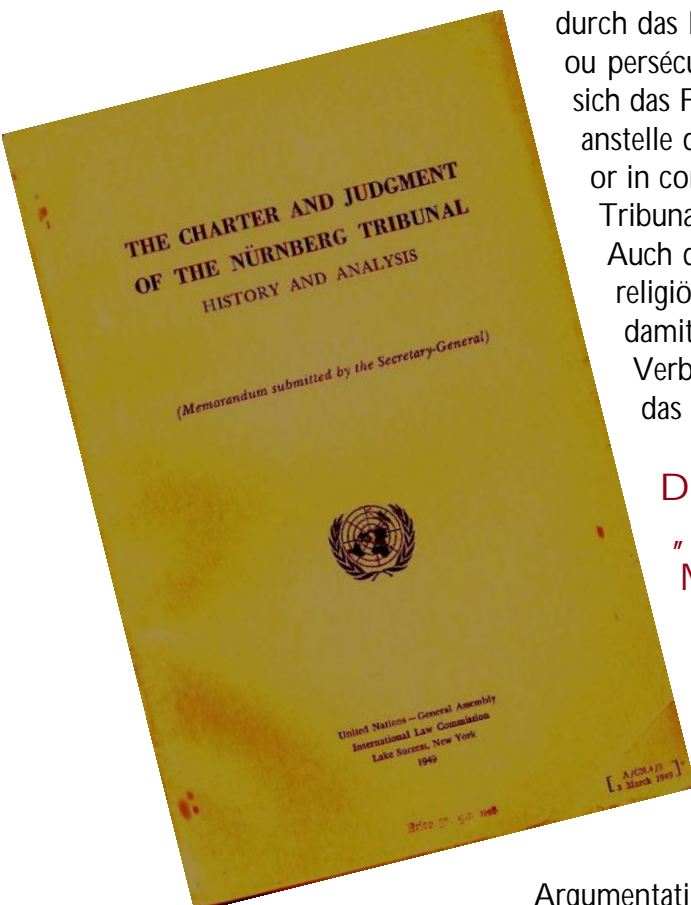 THE CHARTER AND JUDGMENT
OF THE NÜRNBERG TRIBUNAL
HISTORY AND ANALYSIS
(Memorandum submitted by the Secretary-General)
United Nations – General Assembly
International Law Commission
Lake Success, New York
1949
[A/CN.4/5
3 March 1949]
durch das
ou persécu
sich das F
anstelle
or in cou
Tribuna
Auch
religiö
damit
Verb
das
D
"
Argumentati